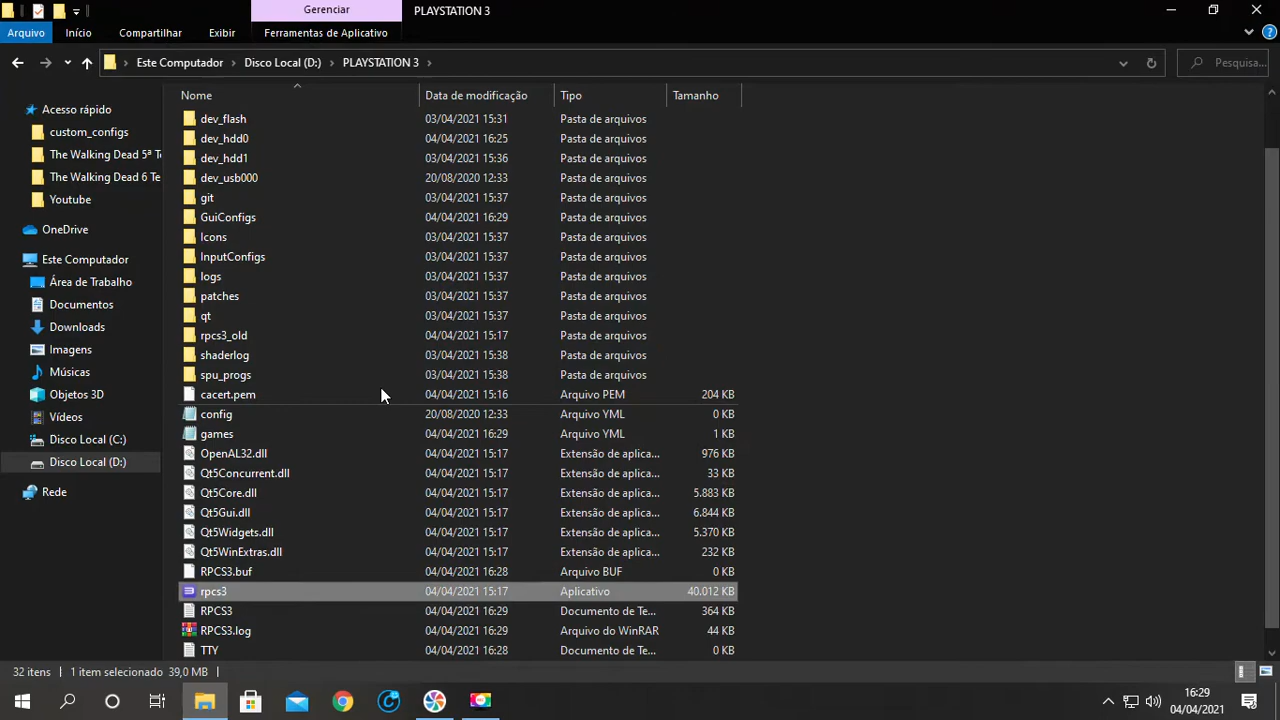 Gerenciar
PLAYSTATION 3
Arquivo
Início
Compartilhar
Exibir
Ferramentas de Aplicativo
Este Computador
Disco Local (D:)
PLAYSTATION 3
Pesquisa...
Nome
Data de modificação
Tipo
Tamanho
Acesso rápido
custom_configs
The Walking Dead 5ª Te
The Walking Dead 6 Te
Youtube
OneDrive
Este Computador
Área de Trabalho
Documentos
Downloads
Imagens
Músicas
Objetos 3D
Vídeos
Disco Local (C:)
Disco Local (D:)
Rede
dev_flash 03/04/2021 15:31 Pasta de arquivos
dev_hdd0 04/04/2021 16:25 Pasta de arquivos
dev_hdd1 03/04/2021 15:36 Pasta de arquivos
dev_usb000 20/08/2020 12:33 Pasta de arquivos
git 03/04/2021 15:37 Pasta de arquivos
GuiConfigs 04/04/2021 16:29 Pasta de arquivos
Icons 03/04/2021 15:37 Pasta de arquivos
InputConfigs 03/04/2021 15:37 Pasta de arquivos
logs 03/04/2021 15:37 Pasta de arquivos
patches 03/04/2021 15:37 Pasta de arquivos
qt 03/04/2021 15:37 Pasta de arquivos
rpcs3_old 04/04/2021 15:17 Pasta de arquivos
shaderlog 03/04/2021 15:38 Pasta de arquivos
spu_progs 03/04/2021 15:38 Pasta de arquivos
cacert.pem 04/04/2021 15:16 Arquivo PEM 204 KB
config 20/08/2020 12:33 Arquivo YML 0 KB
games 04/04/2021 16:29 Arquivo YML 1 KB
OpenAL32.dll 04/04/2021 15:17 Extensão de aplica... 976 KB
Qt5Concurrent.dll 04/04/2021 15:17 Extensão de aplica... 33 KB
Qt5Core.dll 04/04/2021 15:17 Extensão de aplica... 5.883 KB
Qt5Gui.dll 04/04/2021 15:17 Extensão de aplica... 6.844 KB
Qt5Widgets.dll 04/04/2021 15:17 Extensão de aplica... 5.370 KB
Qt5WinExtras.dll 04/04/2021 15:17 Extensão de aplica... 232 KB
RPCS3.buf 04/04/2021 16:28 Arquivo BUF 0 KB
rpcs3 04/04/2021 15:17 Aplicativo 40.012 KB
RPCS3 04/04/2021 16:29 Documento de Te... 364 KB
RPCS3.log 04/04/2021 16:29 Arquivo do WinRAR 44 KB
TTY 04/04/2021 16:28 Documento de Te... 0 KB
32 itens
1 item selecionado 39,0 MB
16:29
04/04/2021